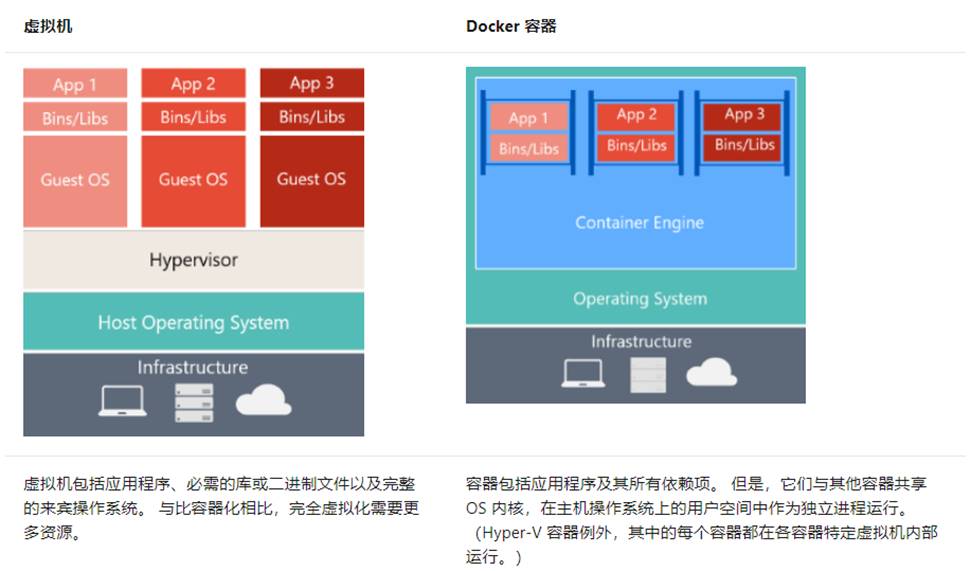 虚拟机
Docker 容器
App 1
App 2
App 3
Bins/Libs
Bins/Libs
Bins/Libs
Guest OS
Guest OS
Guest OS
Hypervisor
Host Operating System
Infrastructure
App 1
App 2
App 3
Bins/Libs
Bins/Libs
Bins/Libs
Container Engine
Operating System
Infrastructure
虚拟机包括应用程序、必需的库或二进制文件以及完整
的来宾操作系统。 与比容器化相比，完全虚拟化需要更
多资源。
容器包括应用程序及其所有依赖项。 但是，它们与其他容器共享
OS 内核，在主机操作系统上的用户空间中作为独立进程运行。
（Hyper-V 容器例外，其中的每个容器都在各容器特定虚拟机内部
运行。）